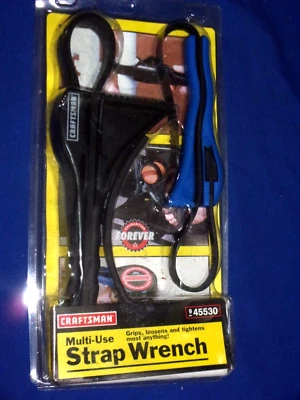 CRAFTSMAN
FOREVER
CRAFTSMAN
9 45530
Multi-Use
Grips, loosens and tightens
most anything!
Strap Wrench